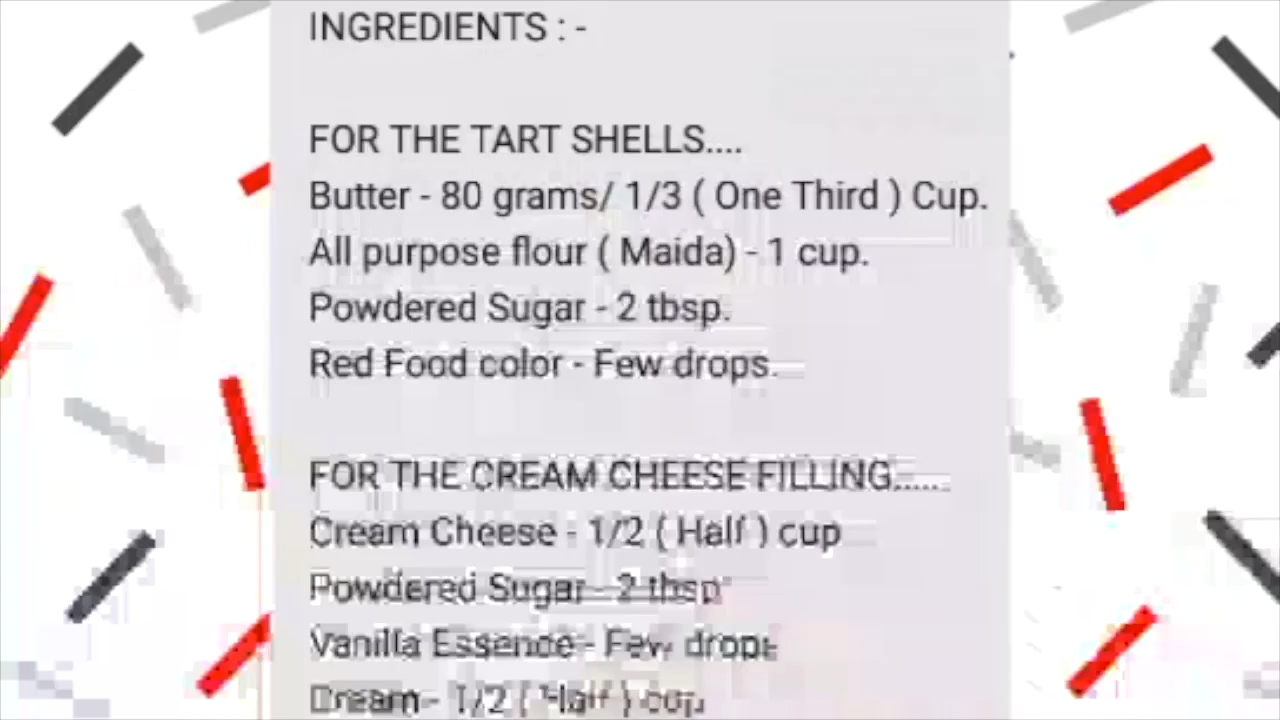 INGREDIENTS : -
FOR THE TART SHELLS....
Butter - 80 grams/ 1/3 ( One Third ) Cup.
All purpose flour ( Maida) - 1 cup.
Powdered Sugar - 2 tbsp.
Red Food color - Few drops.
FOR THE CREAM CHEESE FILLING......
Cream Cheese - 1/2 ( Half ) cup
Powdered Sugar - 2 tbsp
Vanilla Essence - Few drops
Cream - 1/2 ( Half ) cup